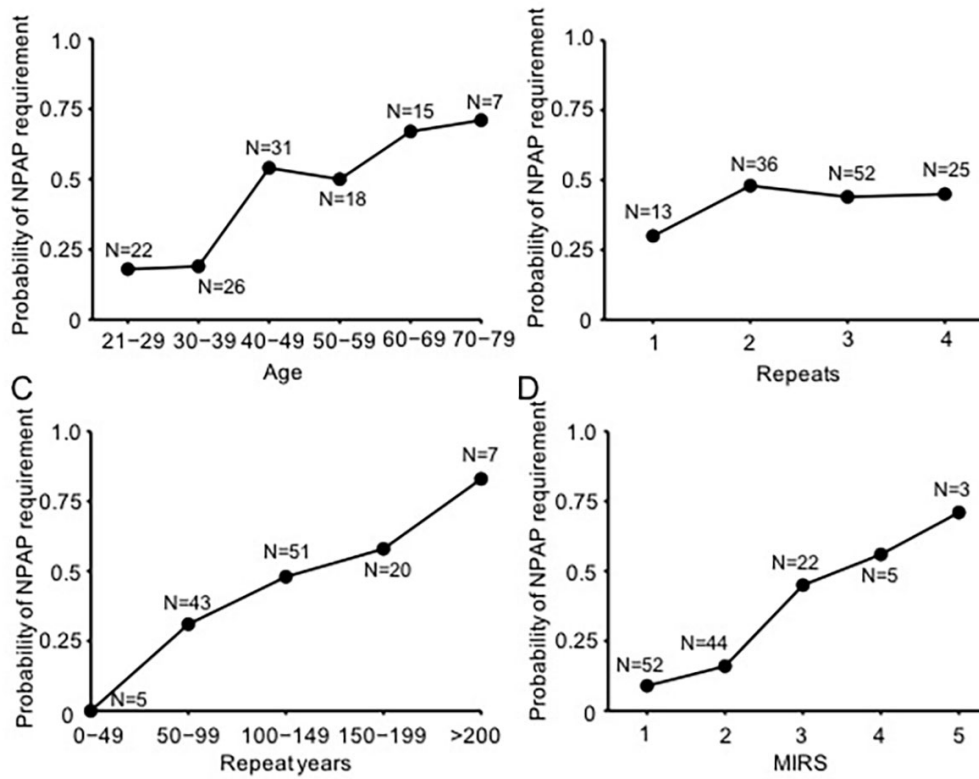 Probability of NPAP requirement
1.0
0.75
0.5
0.25
0
N=22
N=26
N=31
N=18
N=15
N=7
21–29 30–39 40–49 50–59 60–69 70–79
Age
Probability of NPAP requirement
1.0
0.75
0.5
0.25
0
N=13
N=36
N=52
N=25
1 2 3 4
Repeats
C
Probability of NPAP requirement
1.0
0.75
0.5
0.25
0
N=5
N=43
N=51
N=20
N=7
0–49 50–99 100–149 150–199 >200
Repeat years
D
Probability of NPAP requirement
1.0
0.75
0.5
0.25
0
N=52
N=44
N=22
N=5
N=3
1 2 3 4 5
MIRS